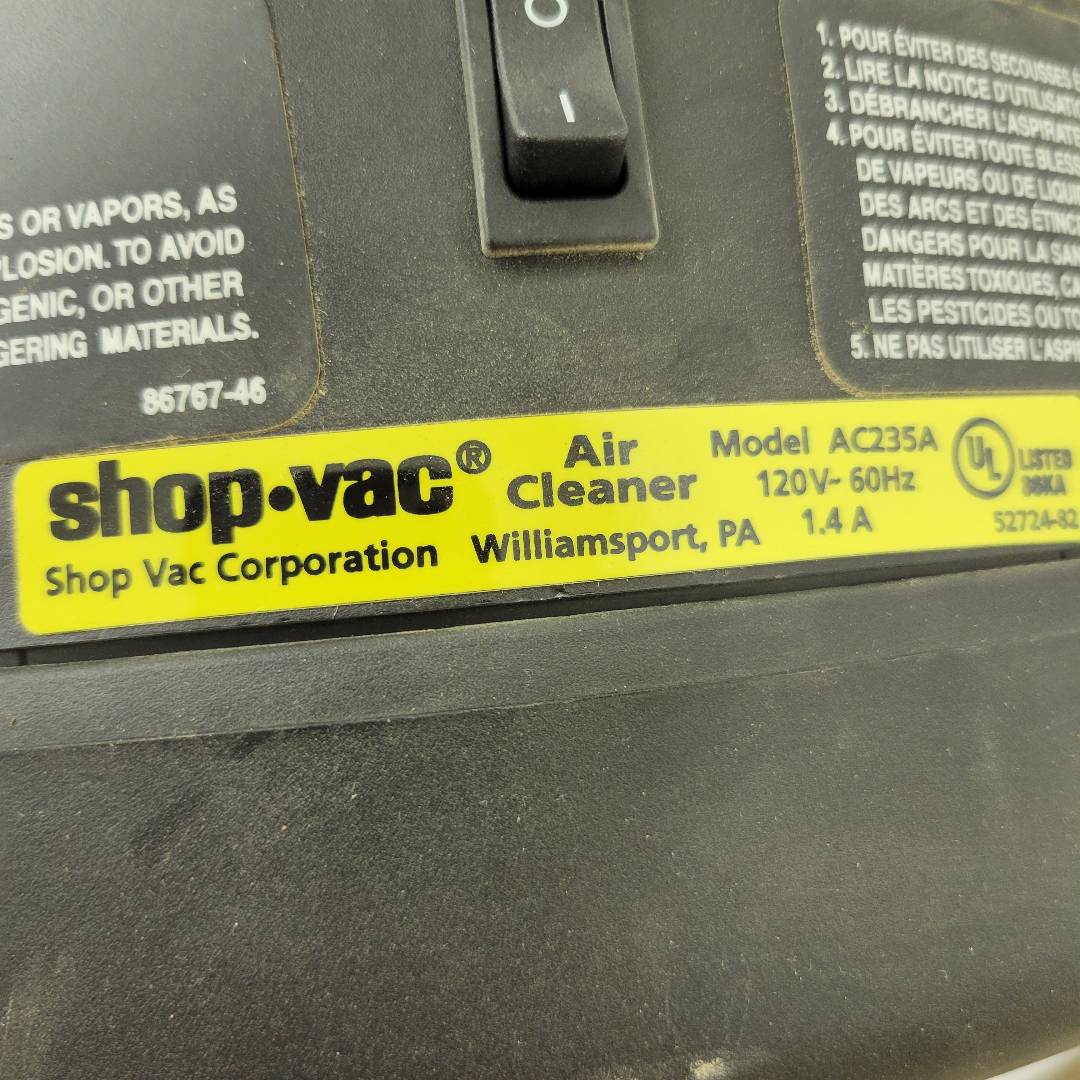 S OR VAPORS, AS
PLOSION. TO AVOID
GENIC, OR OTHER
GERING MATERIALS.
86767-46
1. POUR ÉVITER DES SECOUSSES
2. LIRE LA NOTICE D'UTILISATI
3. DÉBRANCHER L'ASPIRATE
4. POUR ÉVITER TOUTE BLESS
DE VAPEURS OU DE LIQUI
DES ARCS ET DES ÉTINCE
DANGERS POUR LA SAN
MATIÈRES TOXIQUES, CA
LES PESTICIDES OU TO
5. NE PAS UTILISER L'ASPI
shop•vac®
Shop Vac Corporation
Air
Cleaner
Williamsport, PA
Model AC235A
120V~ 60Hz
1.4 A
UL
LISTED
52724-82